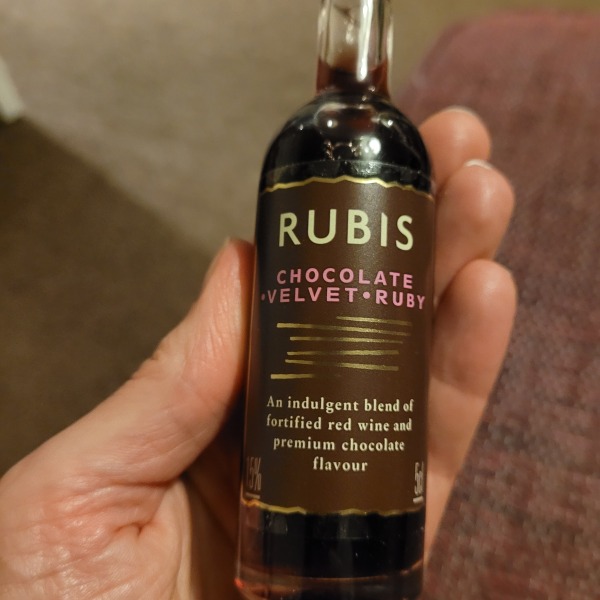 RUBIS
CHOCOLATE
•VELVET•RUBY
An indulgent blend of
fortified red wine and
premium chocolate
flavour
15%
5cl